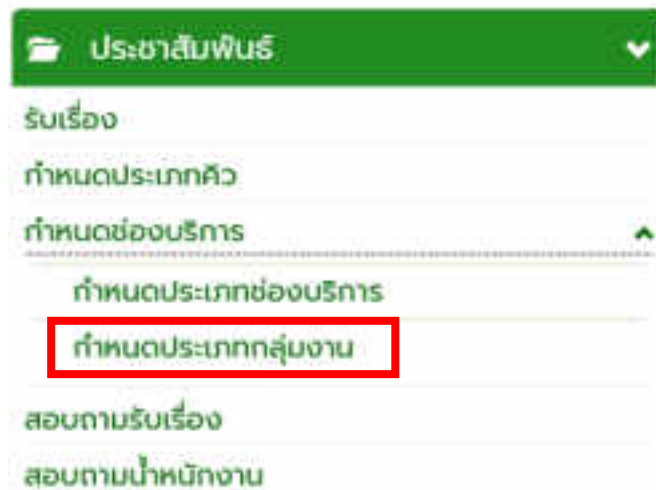 ประชาสัมพันธ์
รับเรื่อง
กำหนดประเภทคิว
กำหนดช่องบริการ
กำหนดประเภทช่องบริการ
กำหนดประเภทกลุ่มงาน
สอบถามรับเรื่อง
สอบถามน้ำหนักงาน